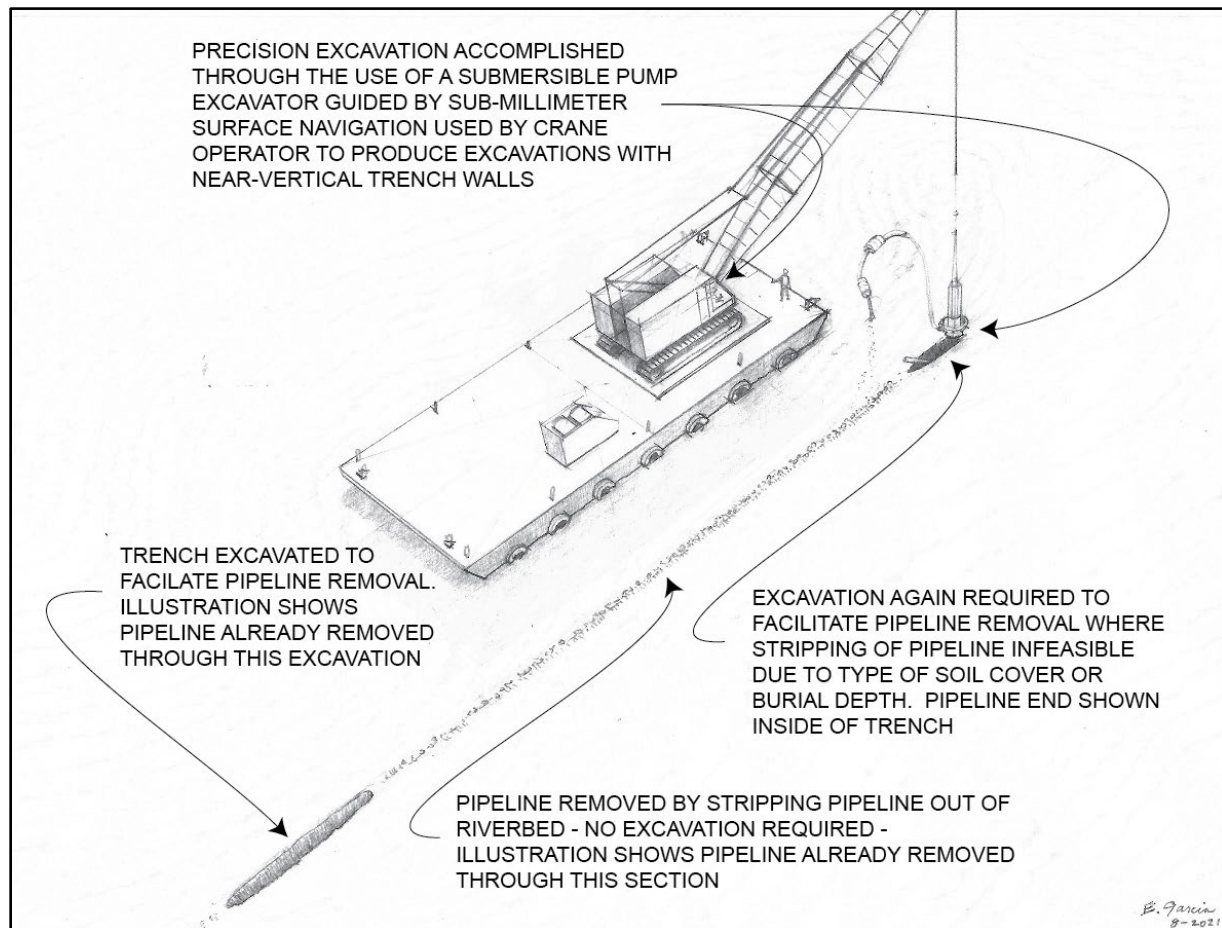 PRECISION EXCAVATION ACCOMPLISHED
THROUGH THE USE OF A SUBMERSIBLE PUMP
EXCAVATOR GUIDED BY SUB-MILLIMETER
SURFACE NAVIGATION USED BY CRANE
OPERATOR TO PRODUCE EXCAVATIONS WITH
NEAR-VERTICAL TRENCH WALLS
TRENCH EXCAVATED TO
FACILATE PIPELINE REMOVAL.
ILLUSTRATION SHOWS
PIPELINE ALREADY REMOVED
THROUGH THIS EXCAVATION
EXCAVATION AGAIN REQUIRED TO
FACILITATE PIPELINE REMOVAL WHERE
STRIPPING OF PIPELINE INFEASIBLE
DUE TO TYPE OF SOIL COVER OR
BURIAL DEPTH. PIPELINE END SHOWN
INSIDE OF TRENCH
PIPELINE REMOVED BY STRIPPING PIPELINE OUT OF
RIVERBED - NO EXCAVATION REQUIRED -
ILLUSTRATION SHOWS PIPELINE ALREADY REMOVED
THROUGH THIS SECTION
E. Garcia
8-2021